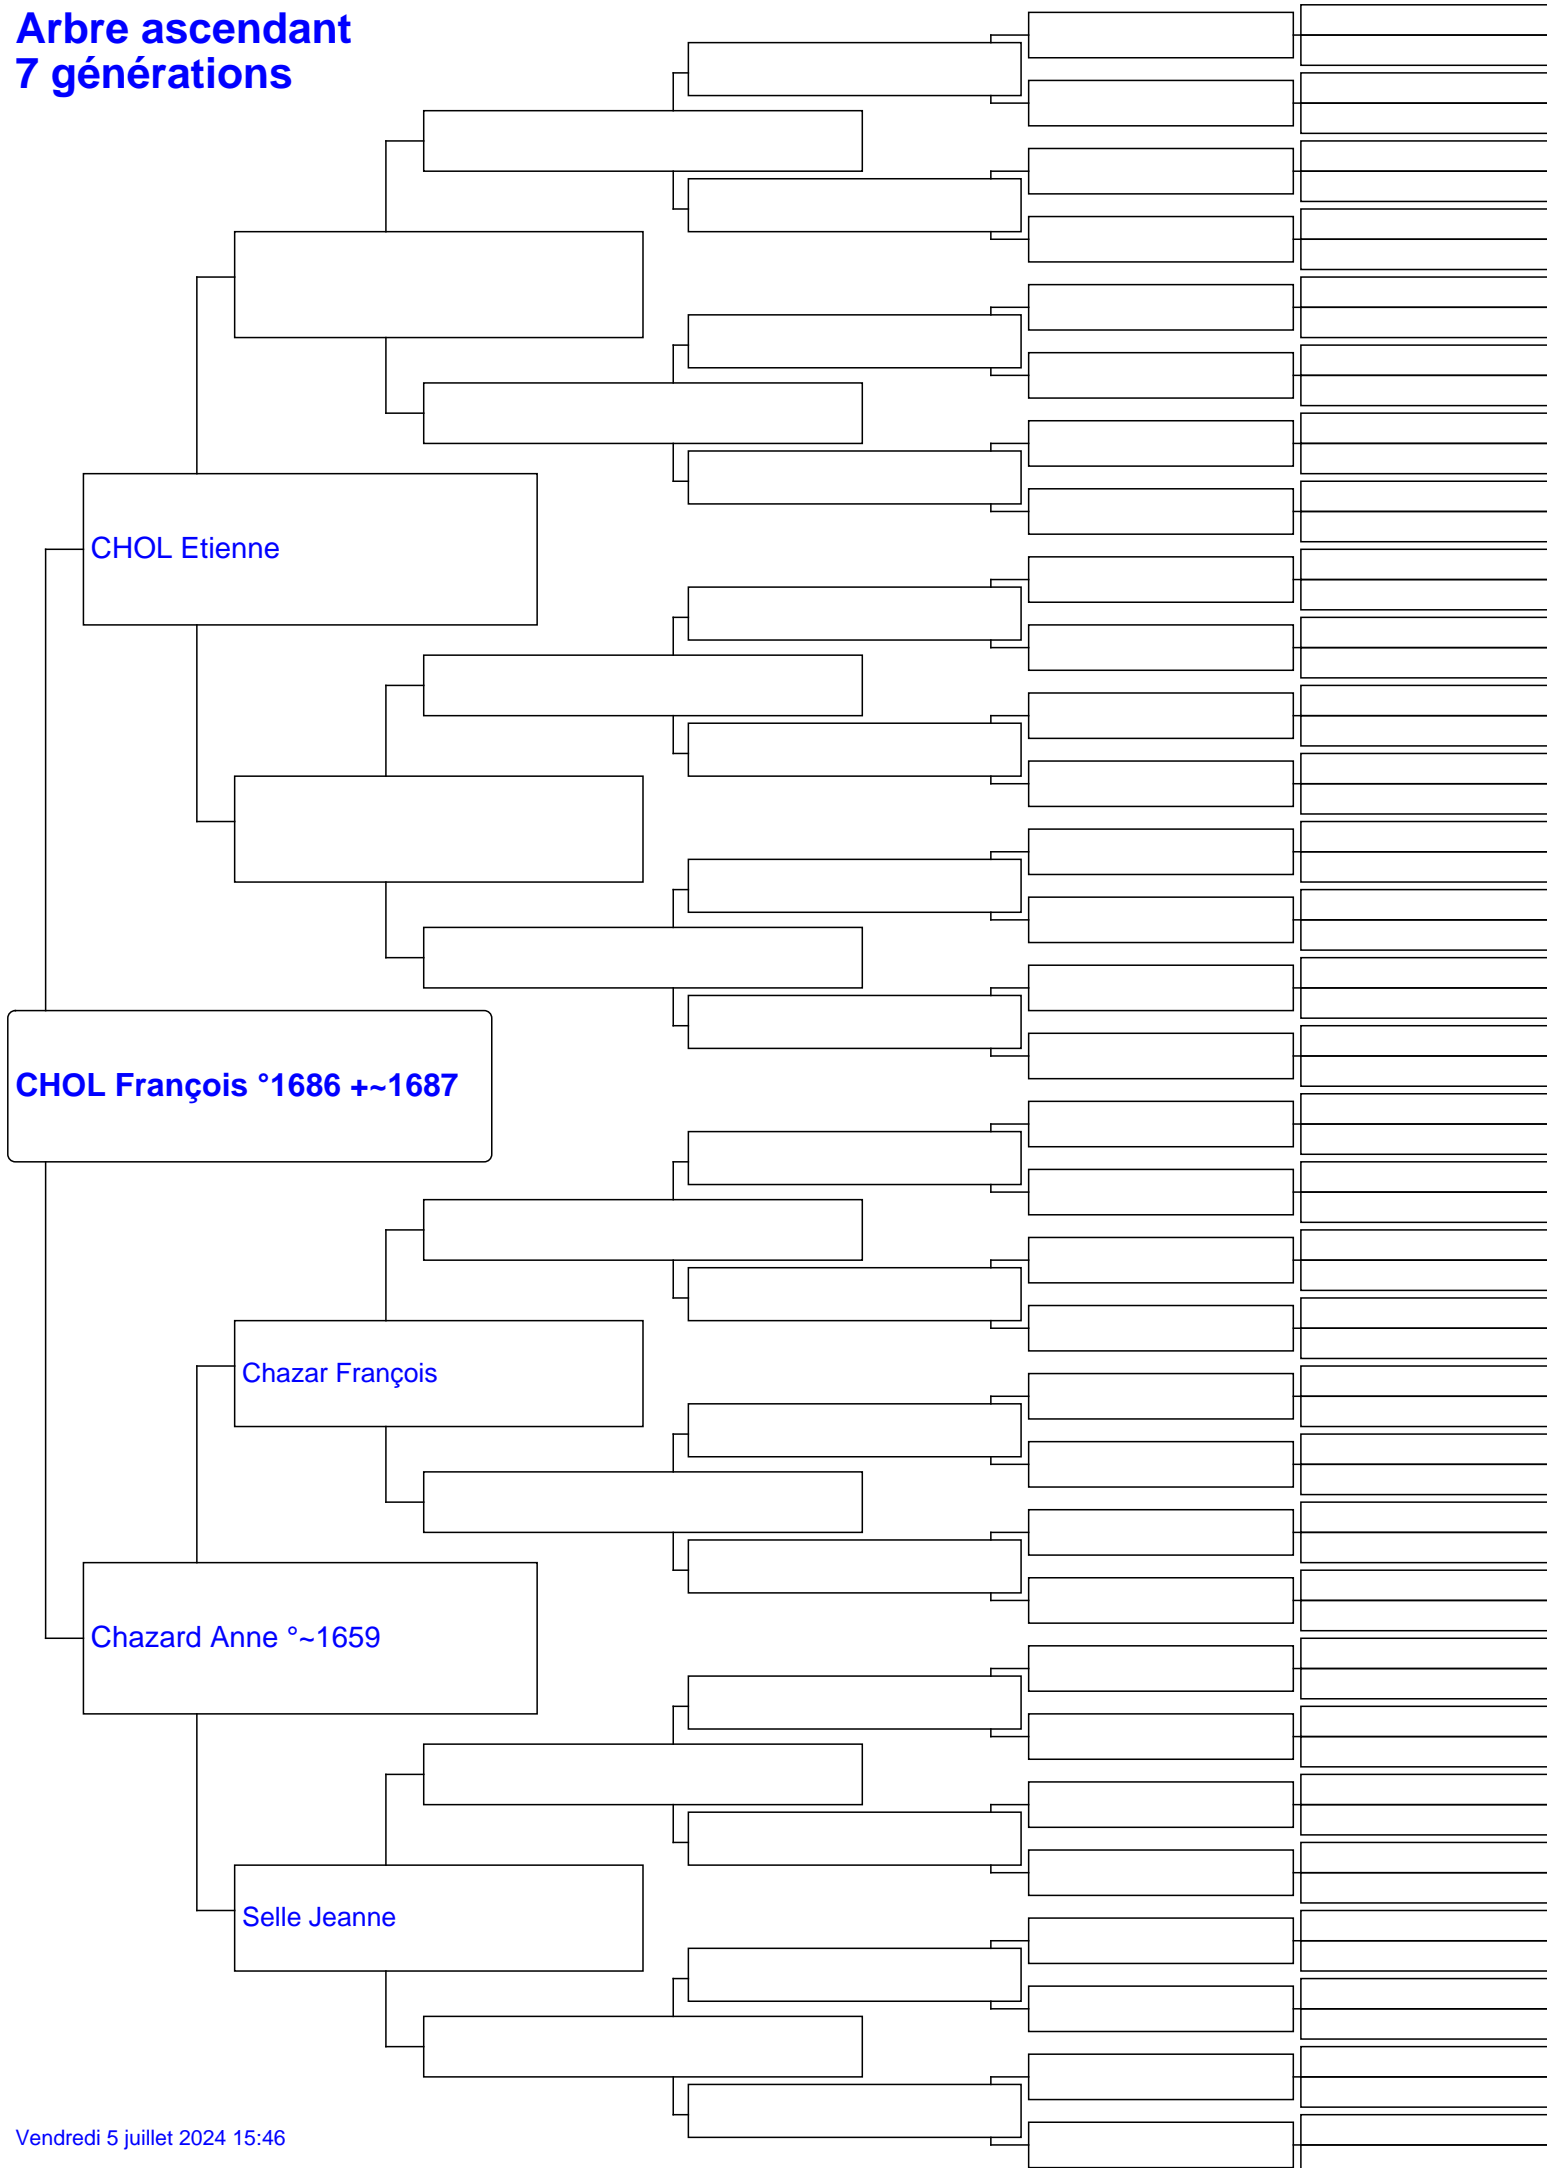 Arbre ascendant
7 générations
CHOL Etienne
CHOL François °1686 +~1687
Chazar François
Chazard Anne °~1659
Selle Jeanne
Vendredi 5 juillet 2024 15:46